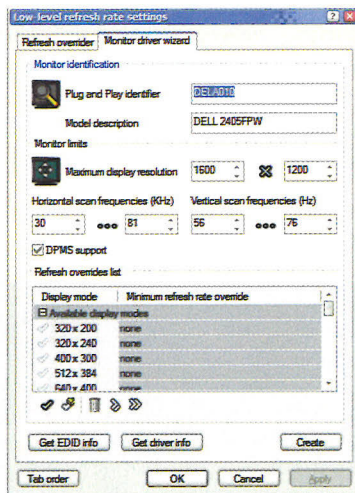 Low-level refresh rate settings
Refresh overrider
Monitor driver wizard
Monitor identification
Plug and Play identifier
DELA010
Model description
DELL 2405FPW
Monitor limits
Maximum display resolution
1600
1200
Horizontal scan frequencies (KHz)
Vertical scan frequencies (Hz)
30
81
56
76
DPMS support
Refresh overrides list
Display mode
Minimum refresh rate override
Available display modes
320 x 200 none
320 x 240 none
400 x 300 none
512 x 384 none
640 x 400 none
Get EDID info
Get driver info
Create
Tab order
OK
Cancel
Apply